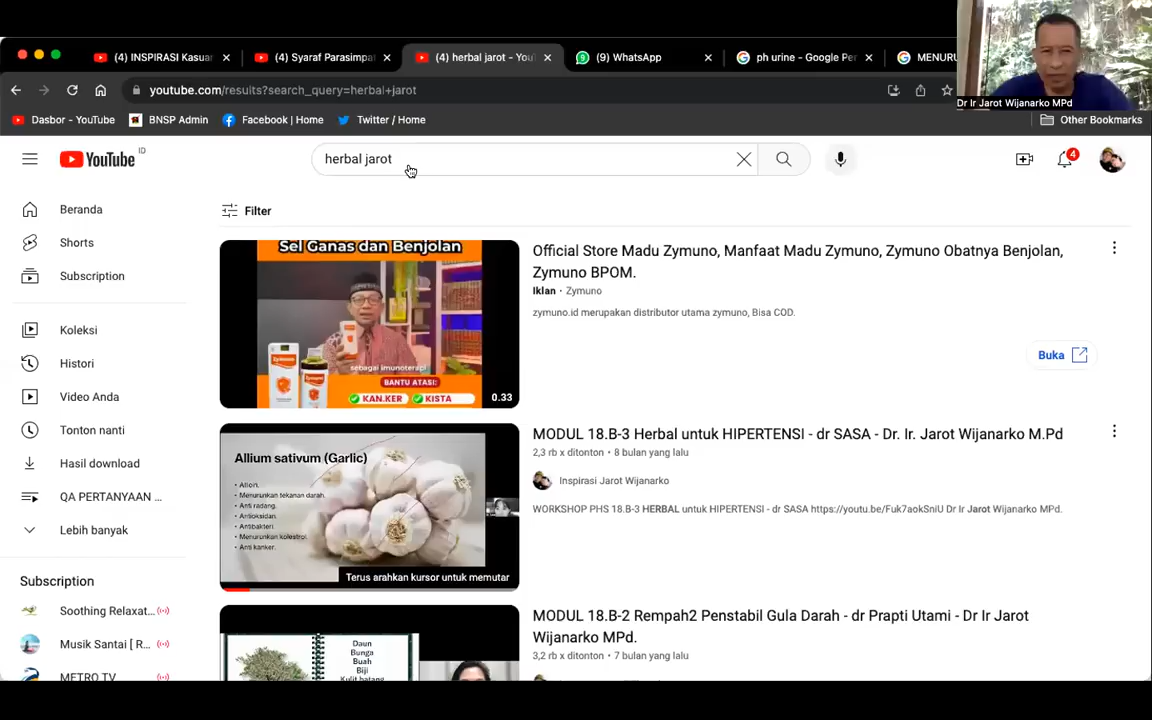 (4) INSPIRASI Kasuar
(4) Syaraf Parasimpa
(4) herbal jarot - You
(9) WhatsApp
ph urine - Google Pe
MENURU
Dr Ir Jarot Wijanarko MPd
youtube.com/results?search_query=herbal+jarot
Dasbor - YouTube
BNSP Admin
Facebook | Home
Twitter / Home
Other Bookmarks
YouTube ID
herbal jarot
4
Beranda
Shorts
Subscription
Koleksi
Histori
Video Anda
Tonton nanti
Hasil download
QA PERTANYAAN ...
Lebih banyak
Subscription
Soothing Relaxat...
Musik Santai [ R...
METRO TV
Filter
Sel Ganas dan Benjolan
sebagai imunoterapi
BANTU ATASI:
KAN.KER
KISTA
0.33
Official Store Madu Zymuno, Manfaat Madu Zymuno, Zymuno Obatnya Benjolan,
Zymuno BPOM.
Iklan · Zymuno
zymuno.id merupakan distributor utama zymuno, Bisa COD.
Buka
Allium sativum (Garlic)
• Menurunkan tekanan darah.
• Anti radang.
• Antioksidan.
• Antibakteri.
• Menurunkan kolestrol.
• Anti kanker.
Terus arahkan kursor untuk memutar
MODUL 18.B-3 Herbal untuk HIPERTENSI - dr SASA - Dr. Ir. Jarot Wijanarko M.Pd
2,3 rb x ditonton · 8 bulan yang lalu
Inspirasi Jarot Wijanarko
WORKSHOP PHS 18.B-3 HERBAL untuk HIPERTENSI - dr SASA https://youtu.be/Fuk7aokSniU Dr Ir Jarot Wijanarko MPd.
Daun
Bunga
Buah
Biji
Kulit batang
MODUL 18.B-2 Rempah2 Penstabil Gula Darah - dr Prapti Utami - Dr Ir Jarot
Wijanarko MPd.
3,2 rb x ditonton · 7 bulan yang lalu